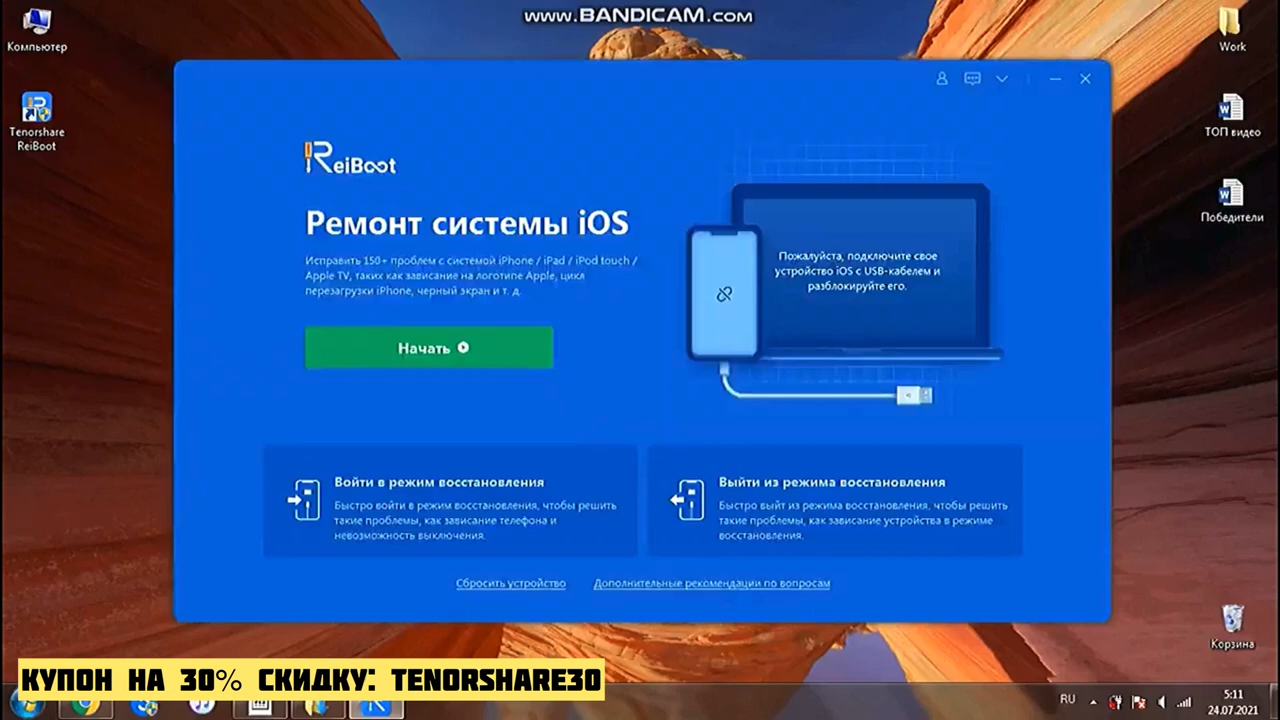 www.BANDICAM.com
Компьютер
Work
Tenorshare
ReiBoot
ТОП видео
Победители
ReiBoot
Ремонт системы iOS
Исправить 150+ проблем с системой iPhone / iPad / iPod touch /
Apple TV, таких как зависание на логотипе Apple, цикл
перезагрузки iPhone, черный экран и т. д.
Начать
Пожалуйста, подключите свое
устройство iOS с USB-кабелем и
разблокируйте его.
Войти в режим восстановления
Быстро войти в режим восстановления, чтобы решить
такие проблемы, как зависание телефона и
невозможность выключения.
Выйти из режима восстановления
Быстро выйт из режима восстановления, чтобы решить
такие проблемы, как зависание устройства в режиме
восстановления.
Сбросить устройство
Дополнительные рекомендации по вопросам
Корзина
КУПОН НА 30% СКИДКУ: TENORSHARE30
RU
5:11
24.07.2021